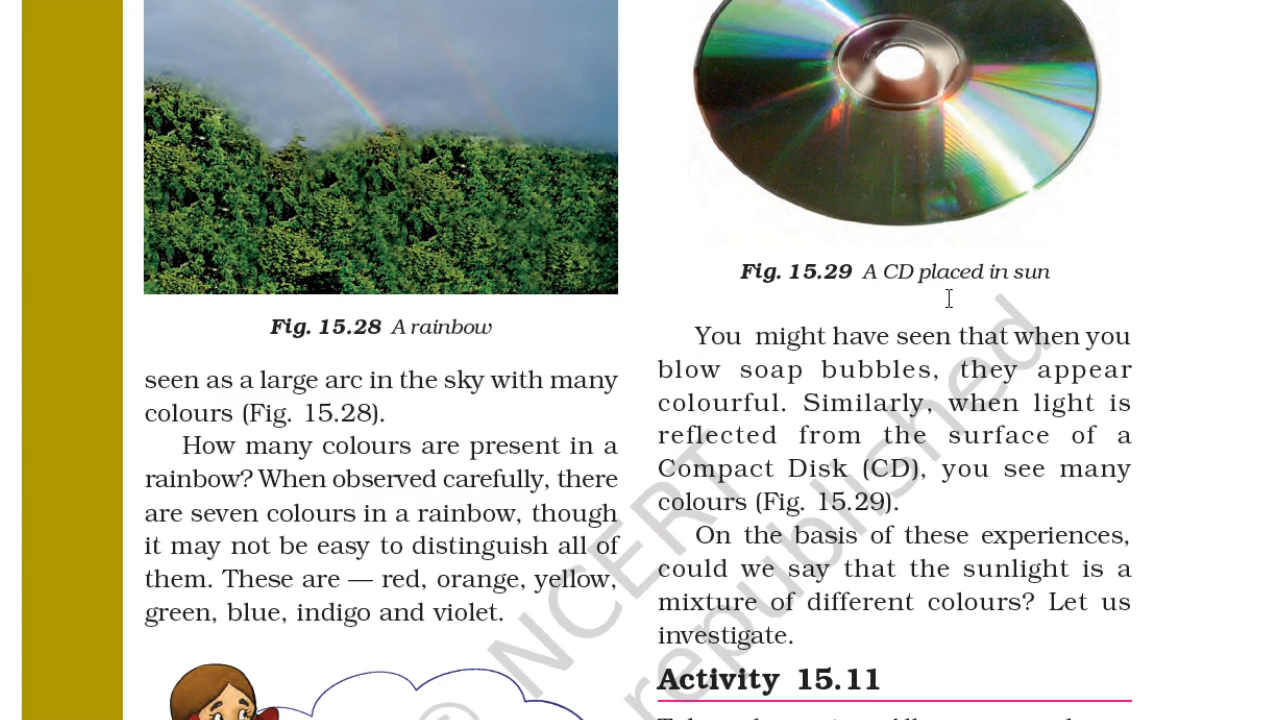 Fig. 15.28 A rainbow
seen as a large arc in the sky with many
colours (Fig. 15.28).
How many colours are present in a
rainbow? When observed carefully, there
are seven colours in a rainbow, though
it may not be easy to distinguish all of
them. These are — red, orange, yellow,
green, blue, indigo and violet.
Fig. 15.29 A CD placed in sun
You might have seen that when you
blow soap bubbles, they appear
colourful. Similarly, when light is
reflected from the surface of a
Compact Disk (CD), you see many
colours (Fig. 15.29).
On the basis of these experiences,
could we say that the sunlight is a
mixture of different colours? Let us
investigate.
Activity 15.11
© NCERT
republished